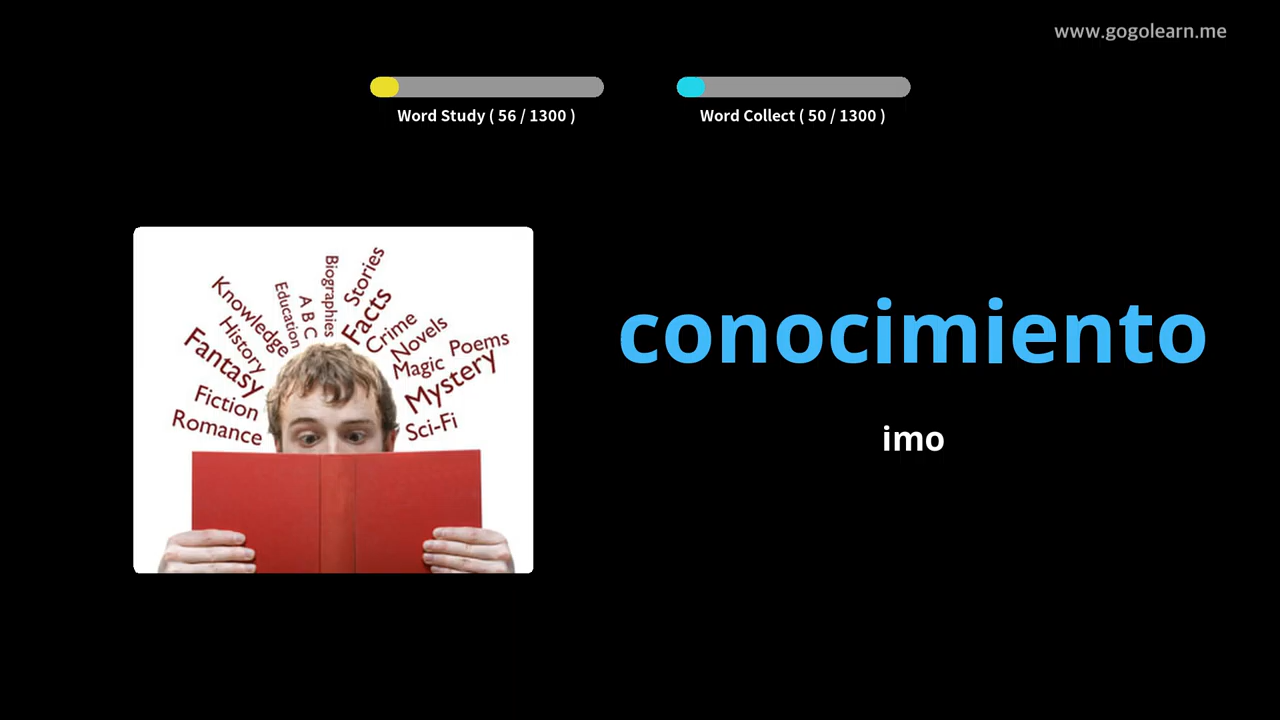 www.gogolearn.me
Word Study ( 56 / 1300 )
Word Collect ( 50 / 1300 )
conocimiento
imo
Romance
Fiction
Fantasy
History
Knowledge
Education
A B C
Biographies
Stories
Facts
Crime
Novels
Magic
Poems
Mystery
Sci-Fi